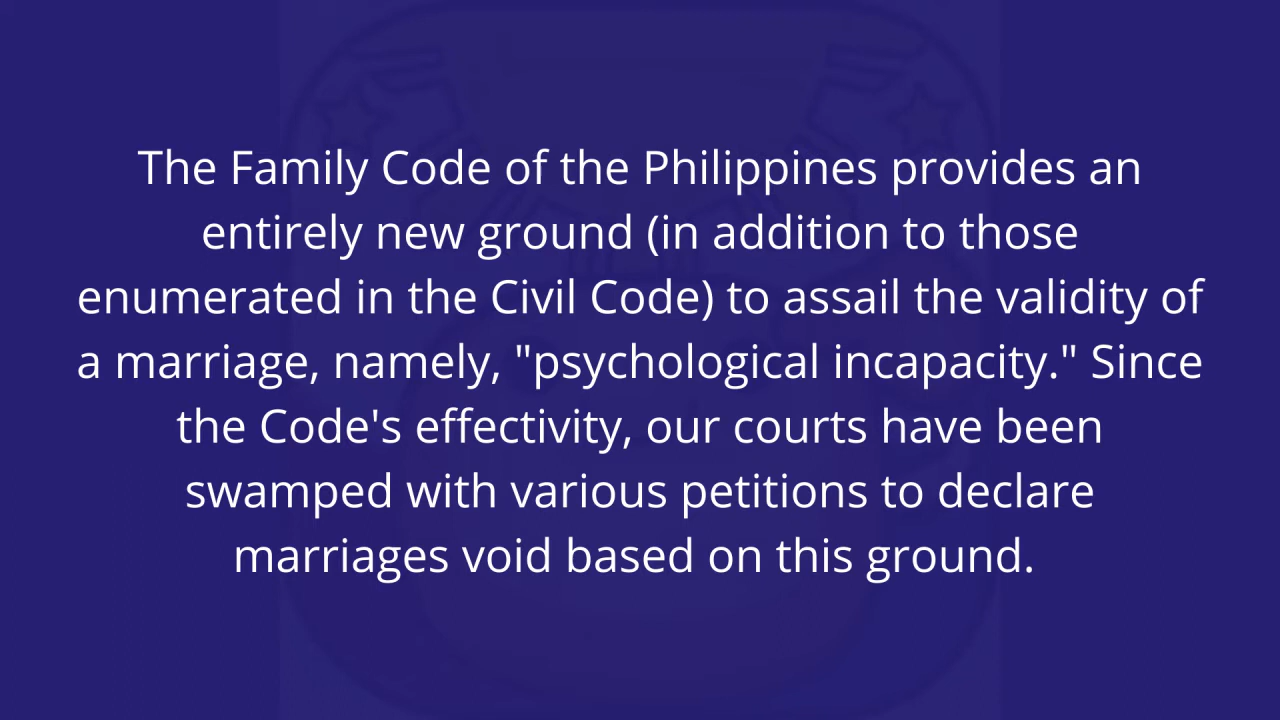 The Family Code of the Philippines provides an
entirely new ground (in addition to those
enumerated in the Civil Code) to assail the validity of
a marriage, namely, "psychological incapacity." Since
the Code's effectivity, our courts have been
swamped with various petitions to declare
marriages void based on this ground.